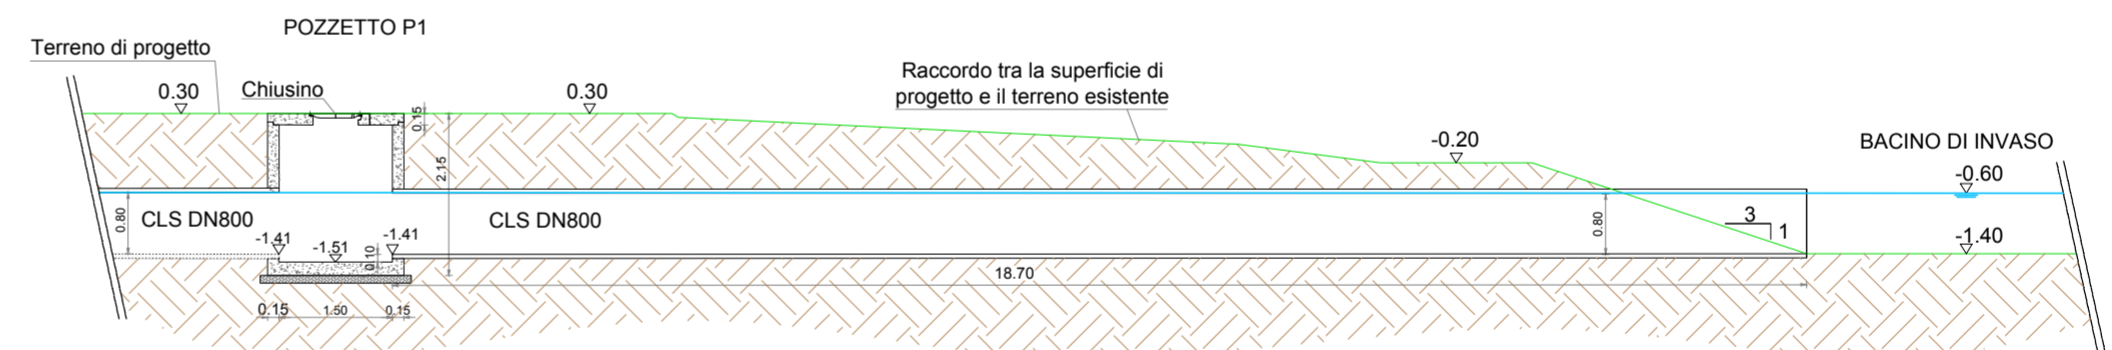 POZZETTO P1
Terreno di progetto
Chiusino
0.30
0.30
0.15
Raccordo tra la superficie di
progetto e il terreno esistente
-0.20
BACINO DI INVASO
-0.60
2.15
0.80
CLS DN800
CLS DN800
0.80
3
1
-1.41
-1.51
-1.41
0.10
-1.40
18.70
0.15
1.50
0.15